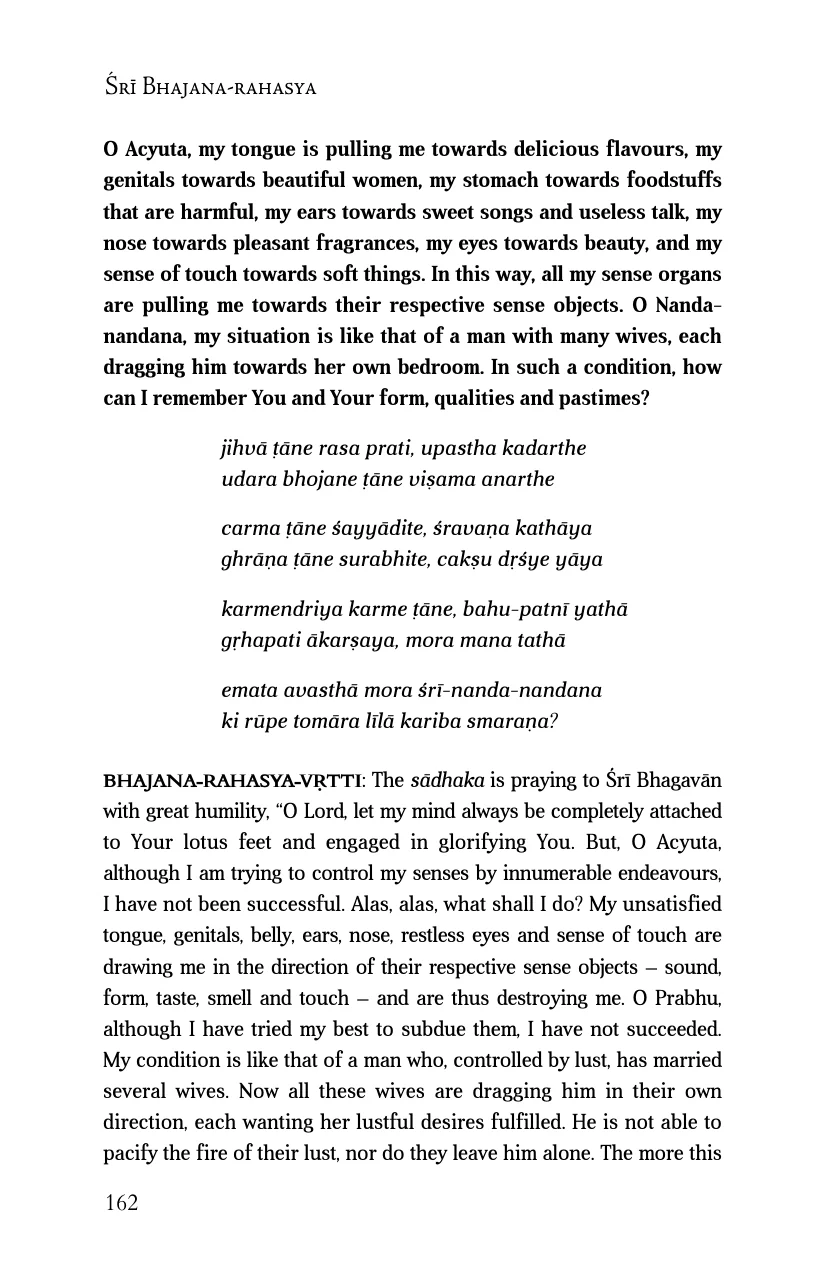 Śrī Bhajana-rahasya
O Acyuta, my tongue is pulling me towards delicious flavours, my
genitals towards beautiful women, my stomach towards foodstuffs
that are harmful, my ears towards sweet songs and useless talk, my
nose towards pleasant fragrances, my eyes towards beauty, and my
sense of touch towards soft things. In this way, all my sense organs
are pulling me towards their respective sense objects. O Nanda-
nandana, my situation is like that of a man with many wives, each
dragging him towards her own bedroom. In such a condition, how
can I remember You and Your form, qualities and pastimes?
jihvā ṭāne rasa prati, upastha kadarthe
udara bhojane ṭāne viṣama anarthe
carma ṭāne śayyādite, śravaṇa kathāya
ghrāṇa ṭāne surabhite, cakṣu dṛśye yāya
karmendriya karme ṭāne, bahu-patnī yathā
gṛhapati ākarṣaya, mora mana tathā
emata avasthā mora śrī-nanda-nandana
ki rūpe tomāra līlā kariba smaraṇa?
BHAJANA-RAHASYA-VṚTTI: The sādhaka is praying to Śrī Bhagavān
with great humility, “O Lord, let my mind always be completely attached
to Your lotus feet and engaged in glorifying You. But, O Acyuta,
although I am trying to control my senses by innumerable endeavours,
I have not been successful. Alas, alas, what shall I do? My unsatisfied
tongue, genitals, belly, ears, nose, restless eyes and sense of touch are
drawing me in the direction of their respective sense objects – sound,
form, taste, smell and touch – and are thus destroying me. O Prabhu,
although I have tried my best to subdue them, I have not succeeded.
My condition is like that of a man who, controlled by lust, has married
several wives. Now all these wives are dragging him in their own
direction, each wanting her lustful desires fulfilled. He is not able to
pacify the fire of their lust, nor do they leave him alone. The more this
162